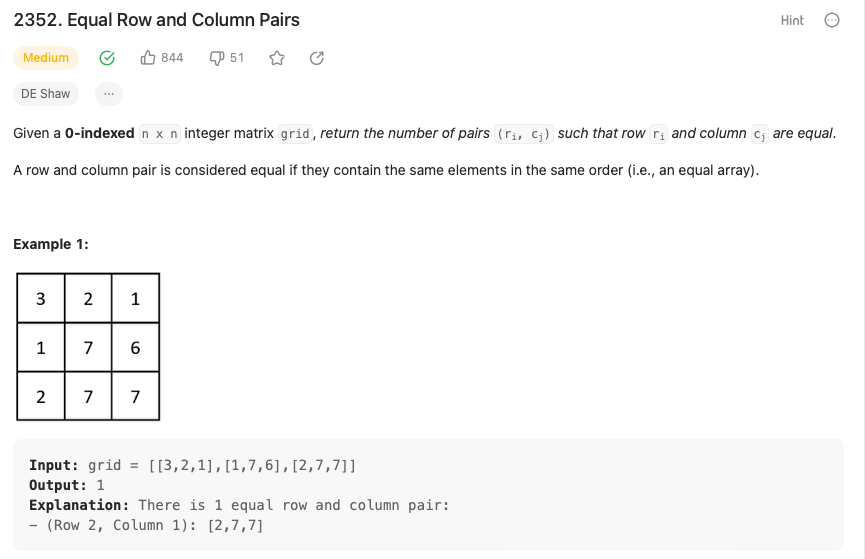 2352. Equal Row and Column Pairs Hint
Medium 844 51
DE Shaw ...
Given a 0-indexed n x n integer matrix grid, return the number of pairs (ri, cj) such that row ri and column cj are equal.
A row and column pair is considered equal if they contain the same elements in the same order (i.e., an equal array).
Example 1:
3 2 1
1 7 6
2 7 7
Input: grid = [[3,2,1],[1,7,6],[2,7,7]]
Output: 1
Explanation: There is 1 equal row and column pair:
- (Row 2, Column 1): [2,7,7]